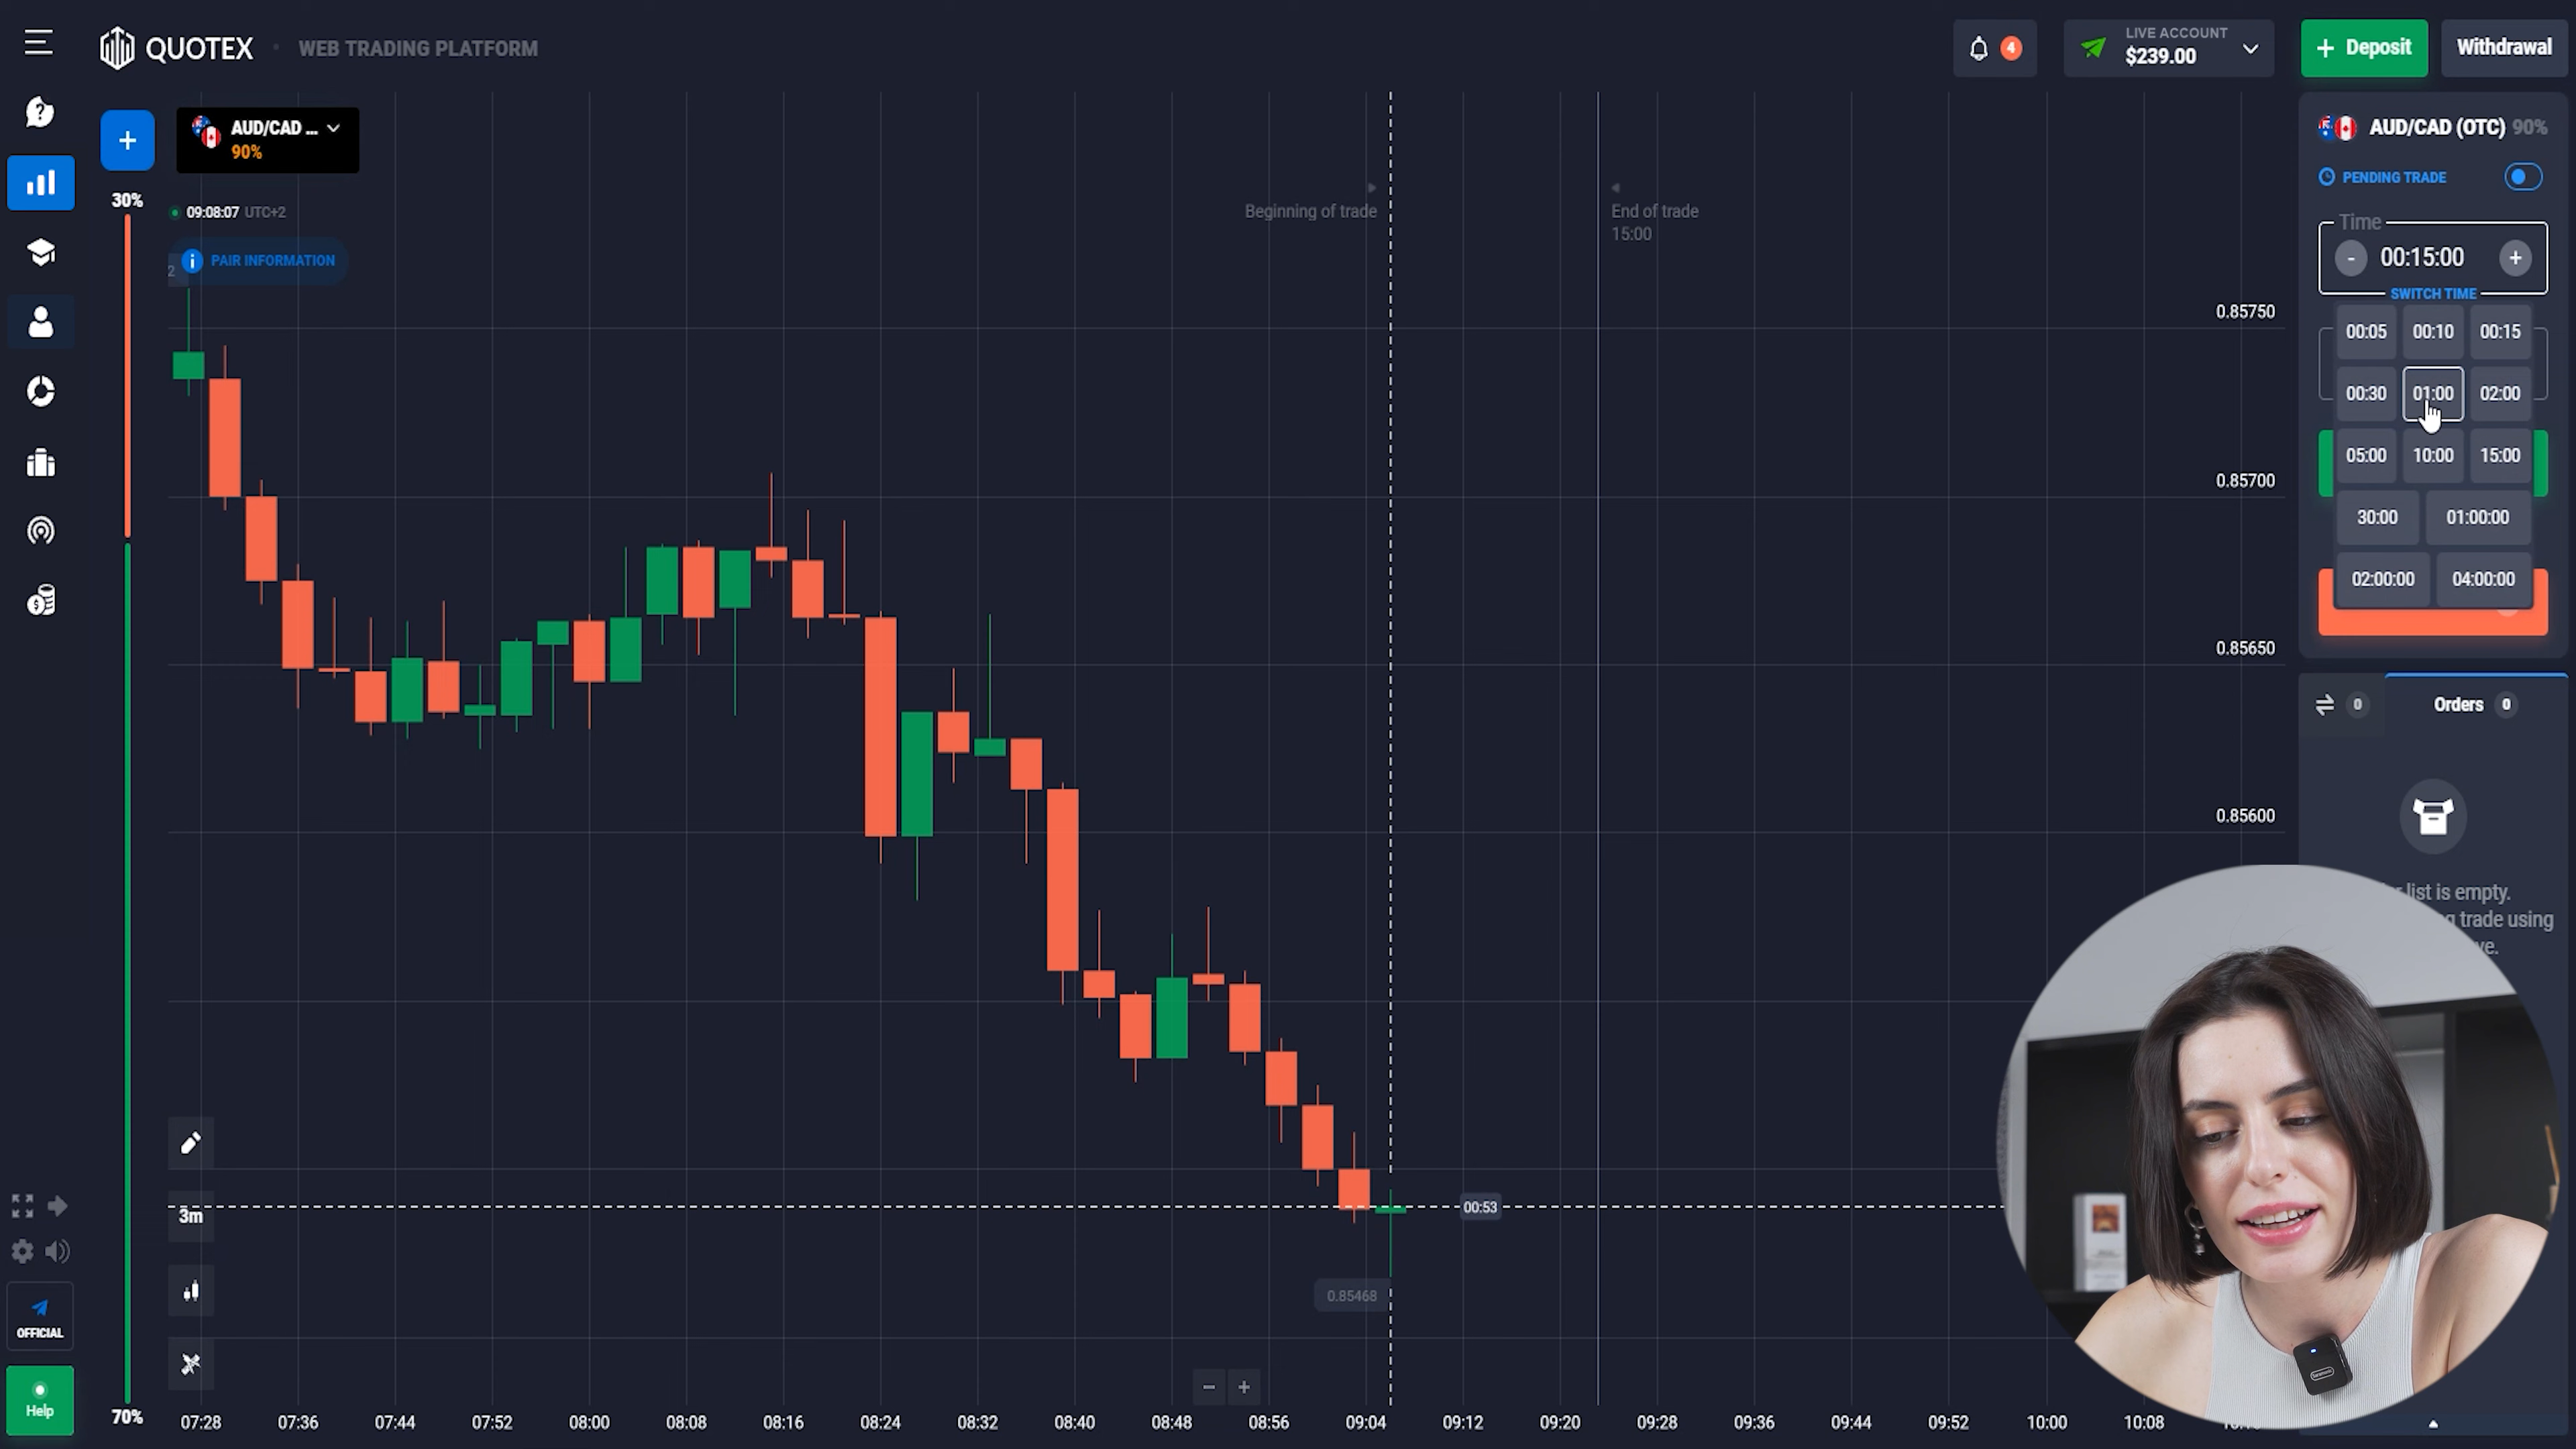 QUOTEX
WEB TRADING PLATFORM
4
LIVE ACCOUNT
$239.00
+ Deposit
Withdrawal
+
AUD/CAD ...
90%
30%
09:08:07 UTC+2
2
PAIR INFORMATION
Beginning of trade
End of trade
15:00
AUD/CAD (OTC) 90%
PENDING TRADE
Time
- 00:15:00 +
SWITCH TIME
00:05 00:10 00:15
00:30 01:00 02:00
05:00 10:00 15:00
30:00 01:00:00
02:00:00 04:00:00
0.85750
0.85700
0.85650
0.85600
0
Orders 0
list is empty.
trade using
3m
00:53
0.85468
OFFICIAL
Help
70%
07:28 07:36 07:44 07:52 08:00 08:08 08:16 08:24 08:32 08:40 08:48 08:56 09:04 09:12 09:20 09:28 09:36 09:44 09:52 10:00 10:08